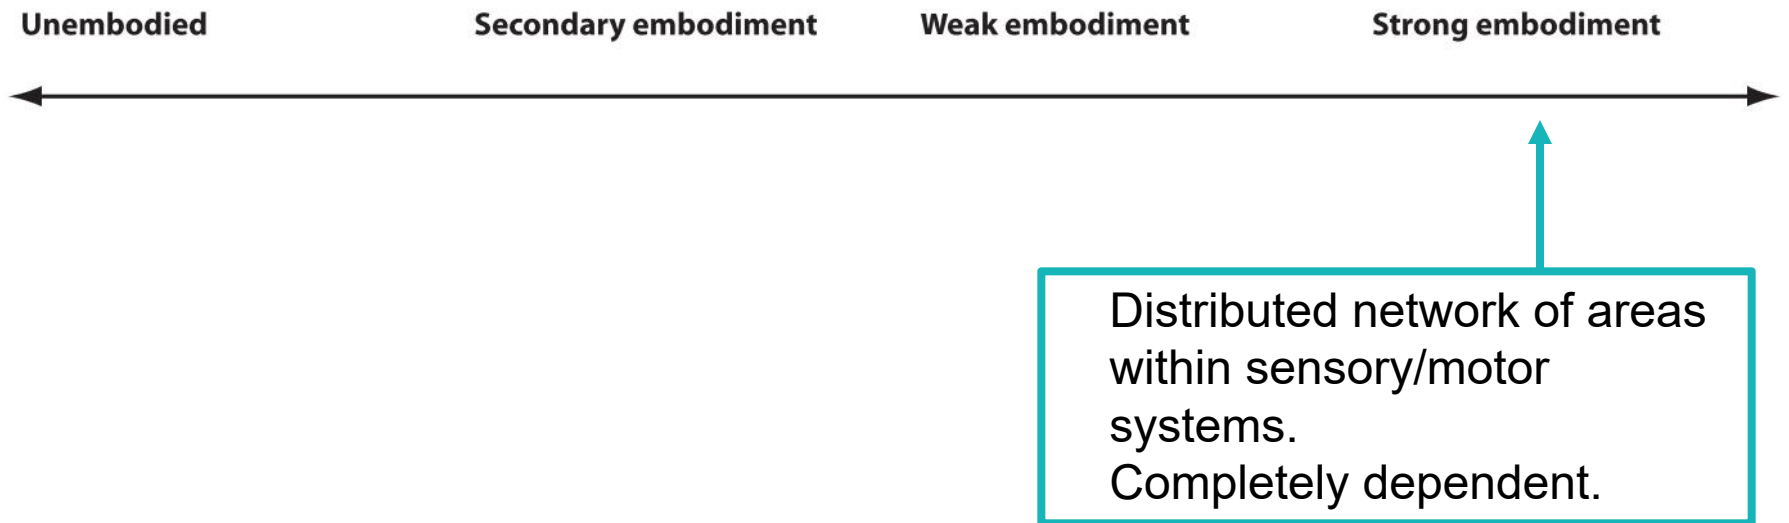 Unembodied Secondary embodiment Weak embodiment Strong embodiment
Distributed network of areas
within sensory/motor
systems.
Completely dependent.